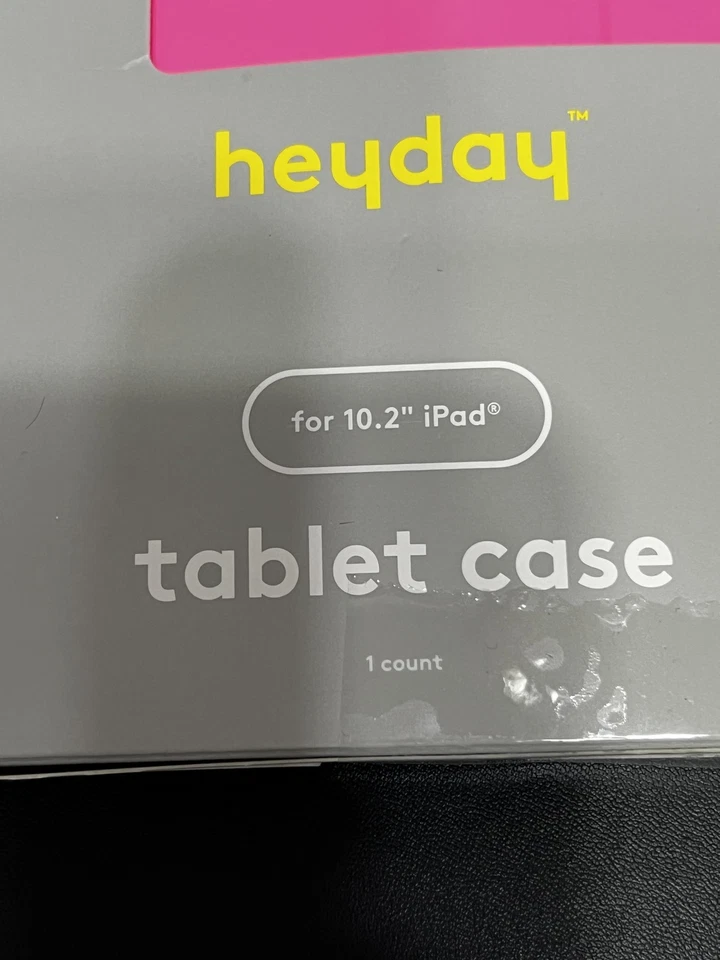 heyday™
for 10.2" iPad®
tablet case
1 count